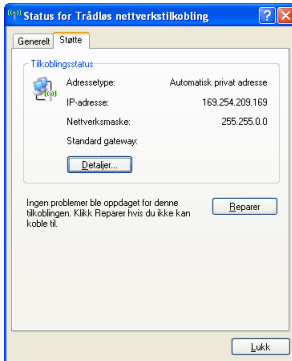 Status for Trådløs nettverkstilkobling
Generelt Støtte
Tilkoblingsstatus
Adressetype: Automatisk privat adresse
IP-adresse: 169.254.209.169
Nettverksmaske: 255.255.0.0
Standard gateway:
Detaljer...
Ingen problemer ble oppdaget for denne
tilkoblingen. Klikk Reparer hvis du ikke kan
koble til.
Reparer
Lukk